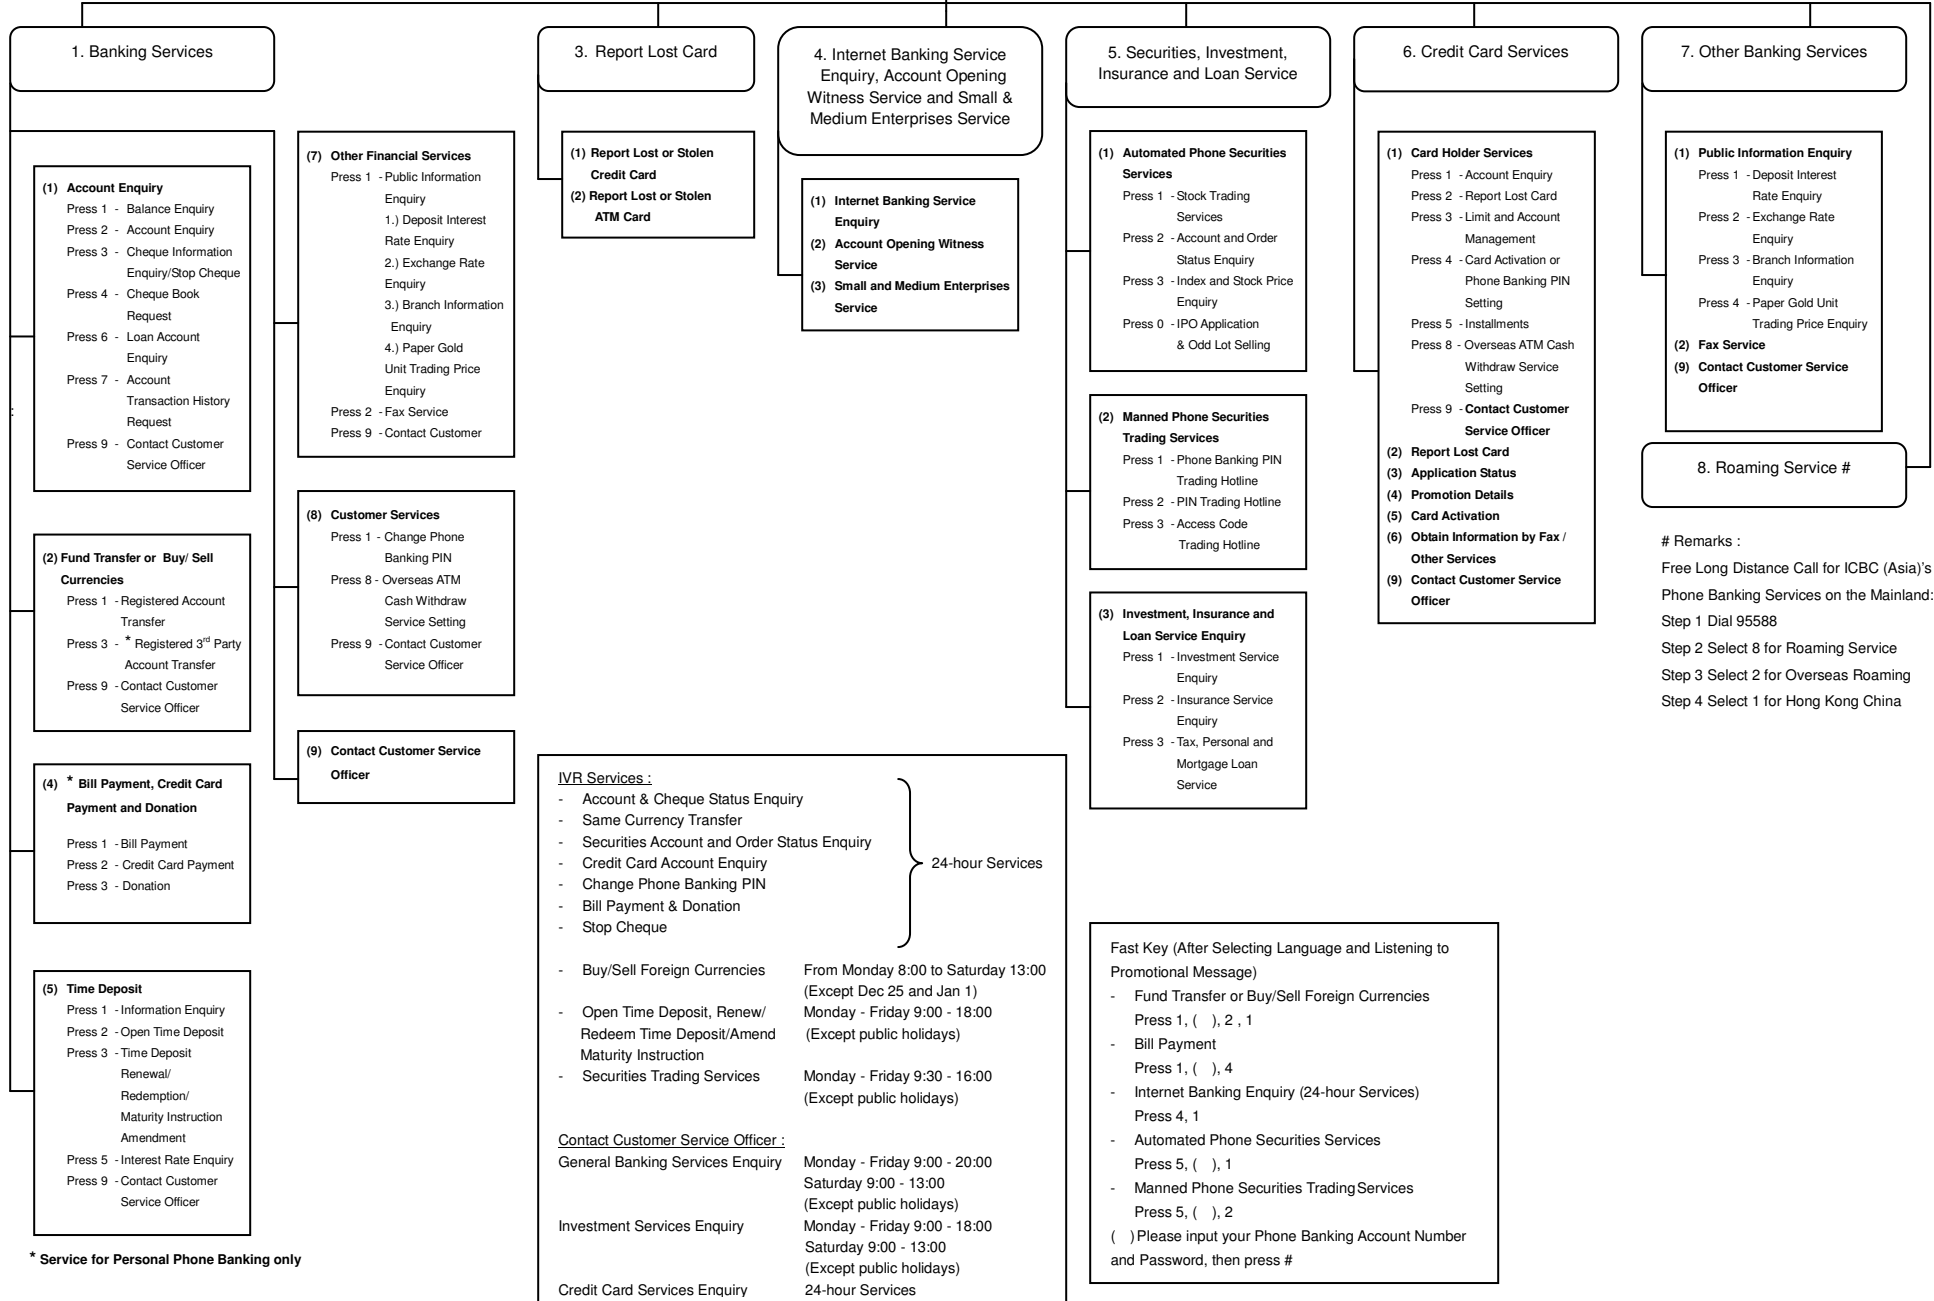 1. Banking Services
3. Report Lost Card
4. Internet Banking Service
Enquiry, Account Opening
Witness Service and Small &
Medium Enterprises Service
5. Securities, Investment,
Insurance and Loan Service
6. Credit Card Services
7. Other Banking Services
(1) Account Enquiry
Press 1 - Balance Enquiry
Press 2 - Account Enquiry
Press 3 - Cheque Information
Enquiry/Stop Cheque
Press 4 - Cheque Book
Request
Press 6 - Loan Account
Enquiry
Press 7 - Account
Transaction History
Request
Press 9 - Contact Customer
Service Officer
:
(2) Fund Transfer or Buy/ Sell
Currencies
Press 1 - Registered Account
Transfer
Press 3 - * Registered 3rd Party
Account Transfer
Press 9 - Contact Customer
Service Officer
(4) * Bill Payment, Credit Card
Payment and Donation
Press 1 - Bill Payment
Press 2 - Credit Card Payment
Press 3 - Donation
(5) Time Deposit
Press 1 - Information Enquiry
Press 2 - Open Time Deposit
Press 3 - Time Deposit
Renewal/
Redemption/
Maturity Instruction
Amendment
Press 5 - Interest Rate Enquiry
Press 9 - Contact Customer
Service Officer
* Service for Personal Phone Banking only
(7) Other Financial Services
Press 1 - Public Information
Enquiry
1.) Deposit Interest
Rate Enquiry
2.) Exchange Rate
Enquiry
3.) Branch Information
Enquiry
4.) Paper Gold
Unit Trading Price
Enquiry
Press 2 - Fax Service
Press 9 - Contact Customer
(8) Customer Services
Press 1 - Change Phone
Banking PIN
Press 8 - Overseas ATM
Cash Withdraw
Service Setting
Press 9 - Contact Customer
Service Officer
(9) Contact Customer Service
Officer
(1) Report Lost or Stolen
Credit Card
(2) Report Lost or Stolen
ATM Card
(1) Internet Banking Service
Enquiry
(2) Account Opening Witness
Service
(3) Small and Medium Enterprises
Service
(1) Automated Phone Securities
Services
Press 1 - Stock Trading
Services
Press 2 - Account and Order
Status Enquiry
Press 3 - Index and Stock Price
Enquiry
Press 0 - IPO Application
& Odd Lot Selling
(2) Manned Phone Securities
Trading Services
Press 1 - Phone Banking PIN
Trading Hotline
Press 2 - PIN Trading Hotline
Press 3 - Access Code
Trading Hotline
(3) Investment, Insurance and
Loan Service Enquiry
Press 1 - Investment Service
Enquiry
Press 2 - Insurance Service
Enquiry
Press 3 - Tax, Personal and
Mortgage Loan
Service
(1) Card Holder Services
Press 1 - Account Enquiry
Press 2 - Report Lost Card
Press 3 - Limit and Account
Management
Press 4 - Card Activation or
Phone Banking PIN
Setting
Press 5 - Installments
Press 8 - Overseas ATM Cash
Withdraw Service
Setting
Press 9 - Contact Customer
Service Officer
(2) Report Lost Card
(3) Application Status
(4) Promotion Details
(5) Card Activation
(6) Obtain Information by Fax /
Other Services
(9) Contact Customer Service
Officer
(1) Public Information Enquiry
Press 1 - Deposit Interest
Rate Enquiry
Press 2 - Exchange Rate
Enquiry
Press 3 - Branch Information
Enquiry
Press 4 - Paper Gold Unit
Trading Price Enquiry
(2) Fax Service
(9) Contact Customer Service
Officer
8. Roaming Service #
# Remarks :
Free Long Distance Call for ICBC (Asia)'s
Phone Banking Services on the Mainland:
Step 1 Dial 95588
Step 2 Select 8 for Roaming Service
Step 3 Select 2 for Overseas Roaming
Step 4 Select 1 for Hong Kong China
IVR Services :
- Account & Cheque Status Enquiry
- Same Currency Transfer
- Securities Account and Order Status Enquiry
- Credit Card Account Enquiry 24-hour Services
- Change Phone Banking PIN
- Bill Payment & Donation
- Stop Cheque
- Buy/Sell Foreign Currencies From Monday 8:00 to Saturday 13:00
(Except Dec 25 and Jan 1)
- Open Time Deposit, Renew/ Monday - Friday 9:00 - 18:00
Redeem Time Deposit/Amend (Except public holidays)
Maturity Instruction
- Securities Trading Services Monday - Friday 9:30 - 16:00
(Except public holidays)
Contact Customer Service Officer :
General Banking Services Enquiry Monday - Friday 9:00 - 20:00
Saturday 9:00 - 13:00
(Except public holidays)
Investment Services Enquiry Monday - Friday 9:00 - 18:00
Saturday 9:00 - 13:00
(Except public holidays)
Credit Card Services Enquiry 24-hour Services
Fast Key (After Selecting Language and Listening to
Promotional Message)
- Fund Transfer or Buy/Sell Foreign Currencies
Press 1, ( ), 2 , 1
- Bill Payment
Press 1, ( ), 4
- Internet Banking Enquiry (24-hour Services)
Press 4, 1
- Automated Phone Securities Services
Press 5, ( ), 1
- Manned Phone Securities Trading Services
Press 5, ( ), 2
( ) Please input your Phone Banking Account Number
and Password, then press #